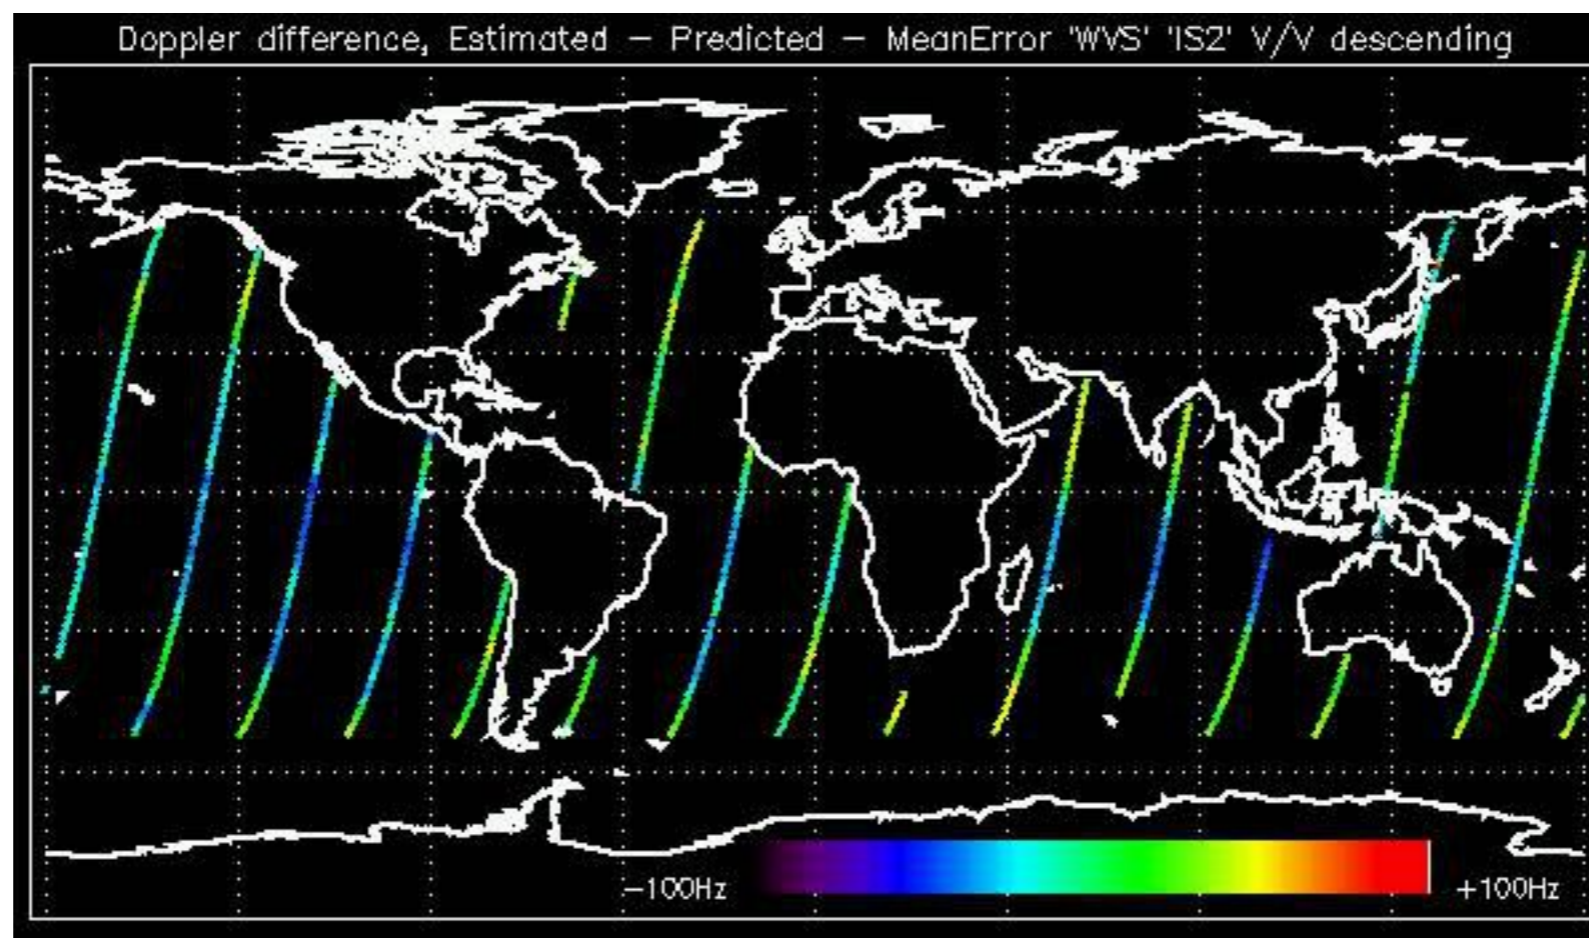 Doppler difference, Estimated – Predicted – MeanError 'WVS' 'IS2' V/V descending
–100Hz +100Hz